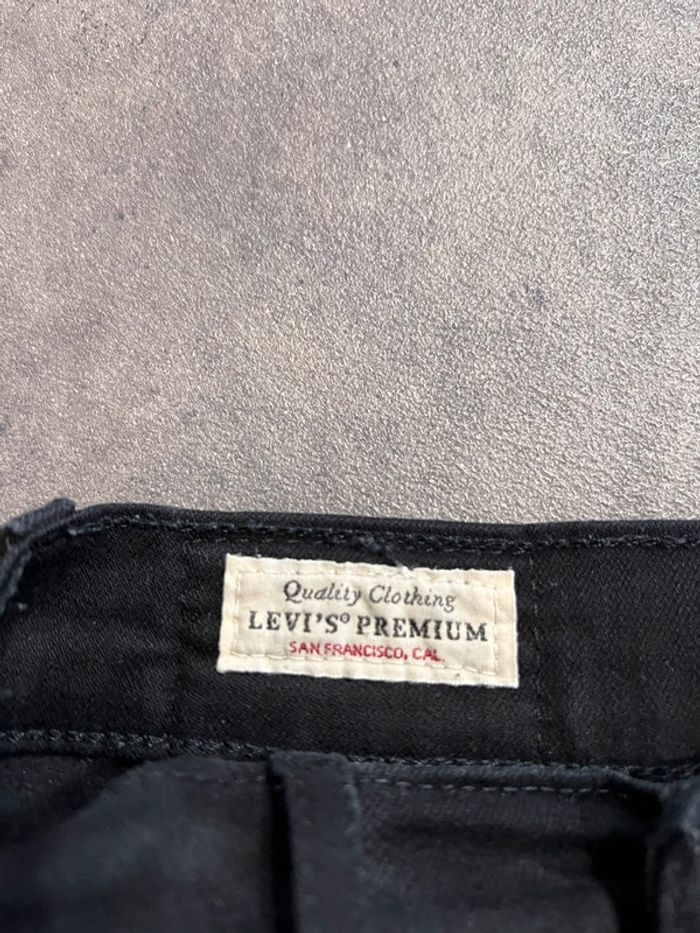 Quality Clothing
LEVI'S® PREMIUM
SAN FRANCISCO, CAL.